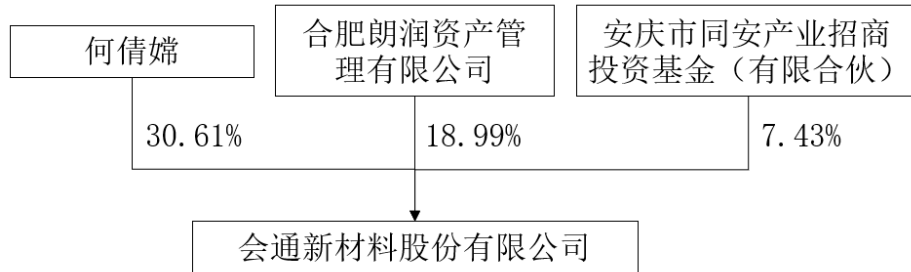 何倩嫦
合肥朗润资产管
理有限公司
安庆市同安产业招商
投资基金（有限合伙）
30.61%
18.99%
7.43%
会通新材料股份有限公司